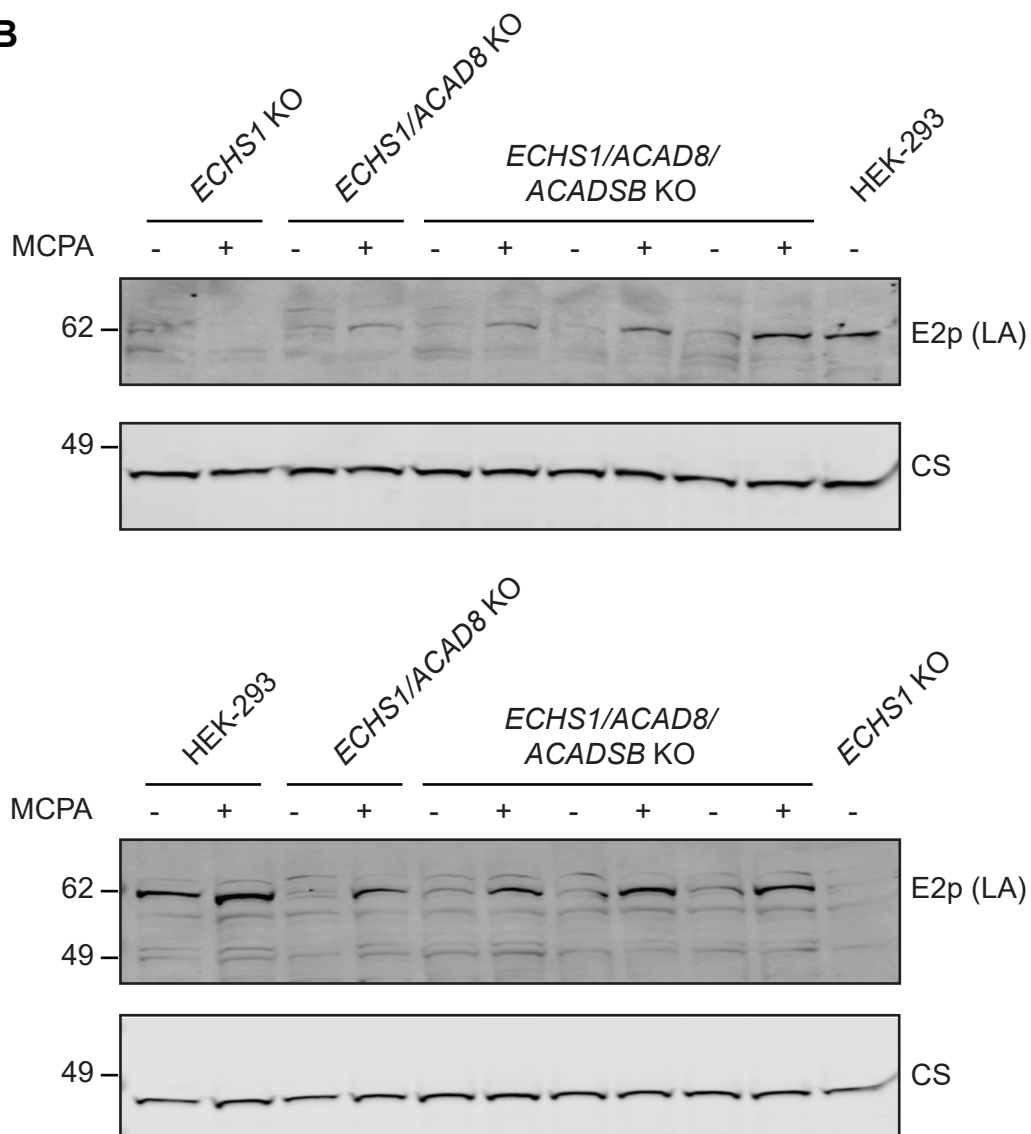 B
ECHS1 KO
ECHS1/ACAD8 KO
ECHS1/ACAD8/
ACADSB KO
HEK-293
MCPA - + - + - + - + - + -
62
E2p (LA)
49
CS
HEK-293
ECHS1/ACAD8 KO
ECHS1/ACAD8/
ACADSB KO
ECHS1 KO
MCPA - + - + - + - + - + -
62
E2p (LA)
49
49
CS